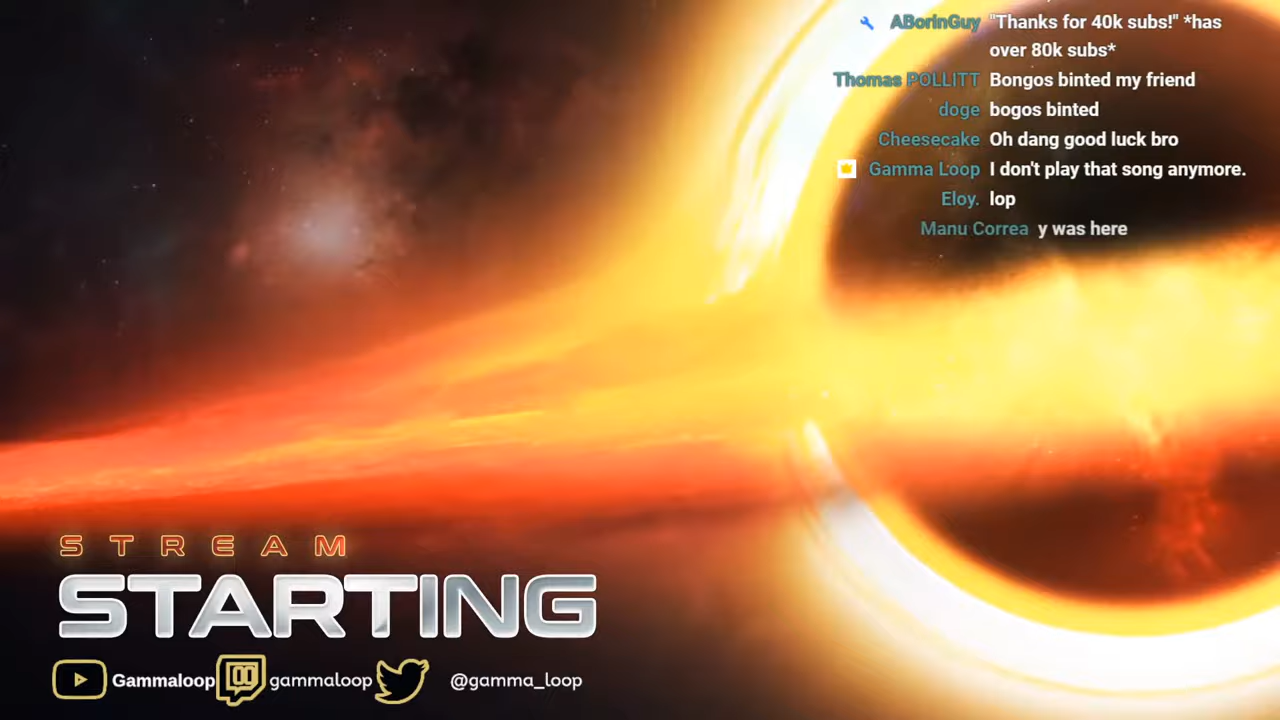 ABorinGuy "Thanks for 40k subs!" *has
over 80k subs*
Thomas POLLITT Bongos binted my friend
doge bogos binted
Cheesecake Oh dang good luck bro
Gamma Loop I don't play that song anymore.
Eloy. lop
Manu Correa y was here
STREAM
STARTING
Gammaloop gammaloop @gamma_loop